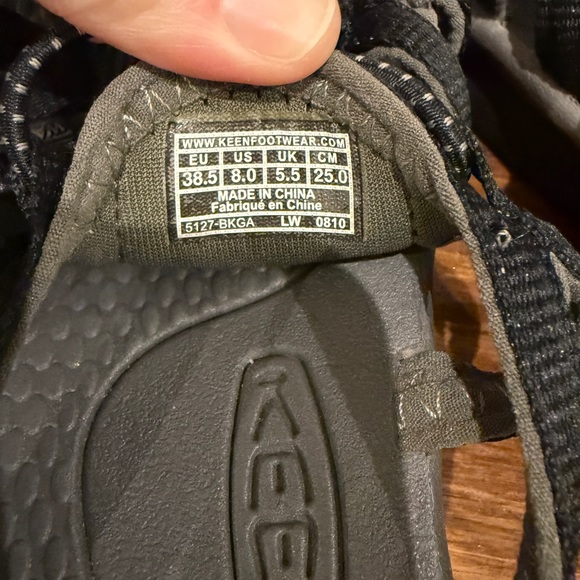 WWW.KEENFOOTWEAR.COM
EU US UK CM
38.5 8.0 5.5 25.0
MADE IN CHINA
Fabriqué en Chine
5127-BKGA LW 0810
KEEN